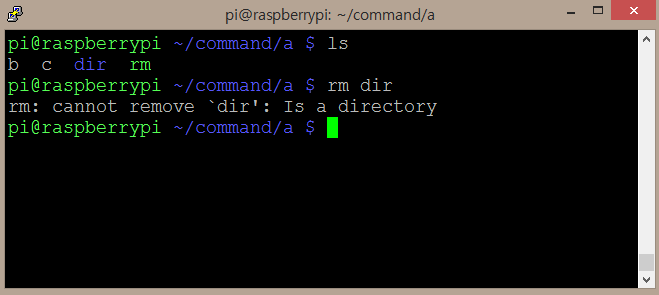 pi@raspberrypi: ~/command/a
pi@raspberrypi ~/command/a $ ls
b  c  dir  rm
pi@raspberrypi ~/command/a $ rm dir
rm: cannot remove `dir': Is a directory
pi@raspberrypi ~/command/a $